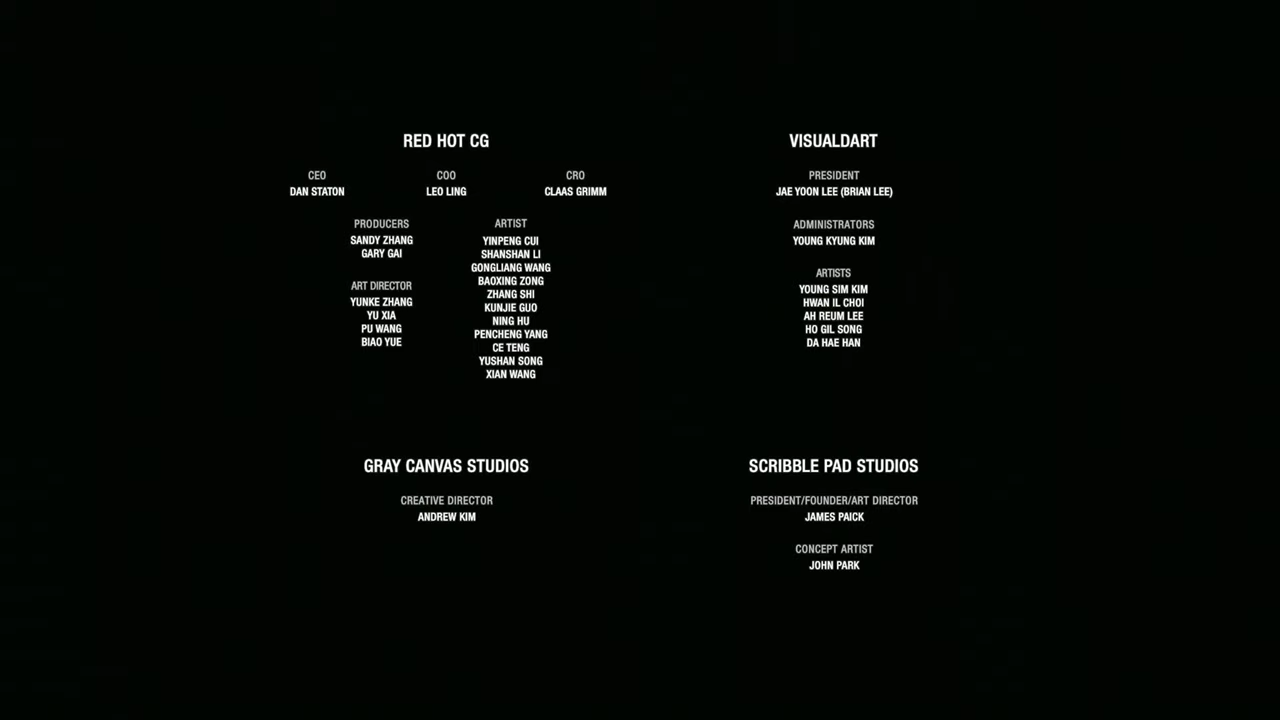 RED HOT CG
CEO
DAN STATON
COO
LEO LING
CRO
CLAAS GRIMM
PRODUCERS
SANDY ZHANG
GARY GAI
ART DIRECTOR
YUNKE ZHANG
YU XIA
PU WANG
BIAO YUE
ARTIST
YINPENG CUI
SHANSHAN LI
GONGLIANG WANG
BAOXING ZONG
ZHANG SHI
KUNJIE GUO
NING HU
PENCHENG YANG
CE TENG
YUSHAN SONG
XIAN WANG
VISUALDART
PRESIDENT
JAE YOON LEE (BRIAN LEE)
ADMINISTRATORS
YOUNG KYUNG KIM
ARTISTS
YOUNG SIM KIM
HWAN IL CHOI
AH REUM LEE
HO GIL SONG
DA HAE HAN
GRAY CANVAS STUDIOS
CREATIVE DIRECTOR
ANDREW KIM
SCRIBBLE PAD STUDIOS
PRESIDENT/FOUNDER/ART DIRECTOR
JAMES PAICK
CONCEPT ARTIST
JOHN PARK